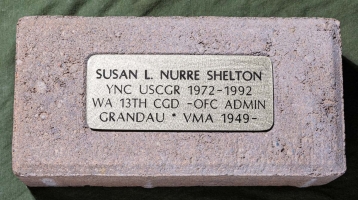 SUSAN L. NURRE SHELTON
YNC USCGR 1972-1992
WA 13TH CGD -OFC ADMIN
GRANDAU * VMA 1949-